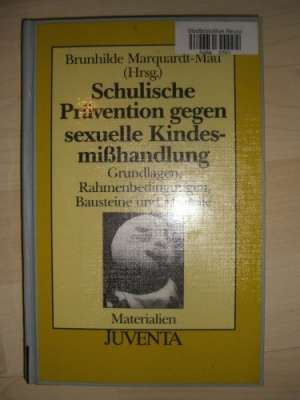 Brunhilde Marquardt-Mau
(Hrsg.)
Schulische
Prävention gegen
sexuelle Kindes-
mißhandlung
Grundlagen,
Rahmenbedingungen,
Bausteine und
Materialien
JUVENTA